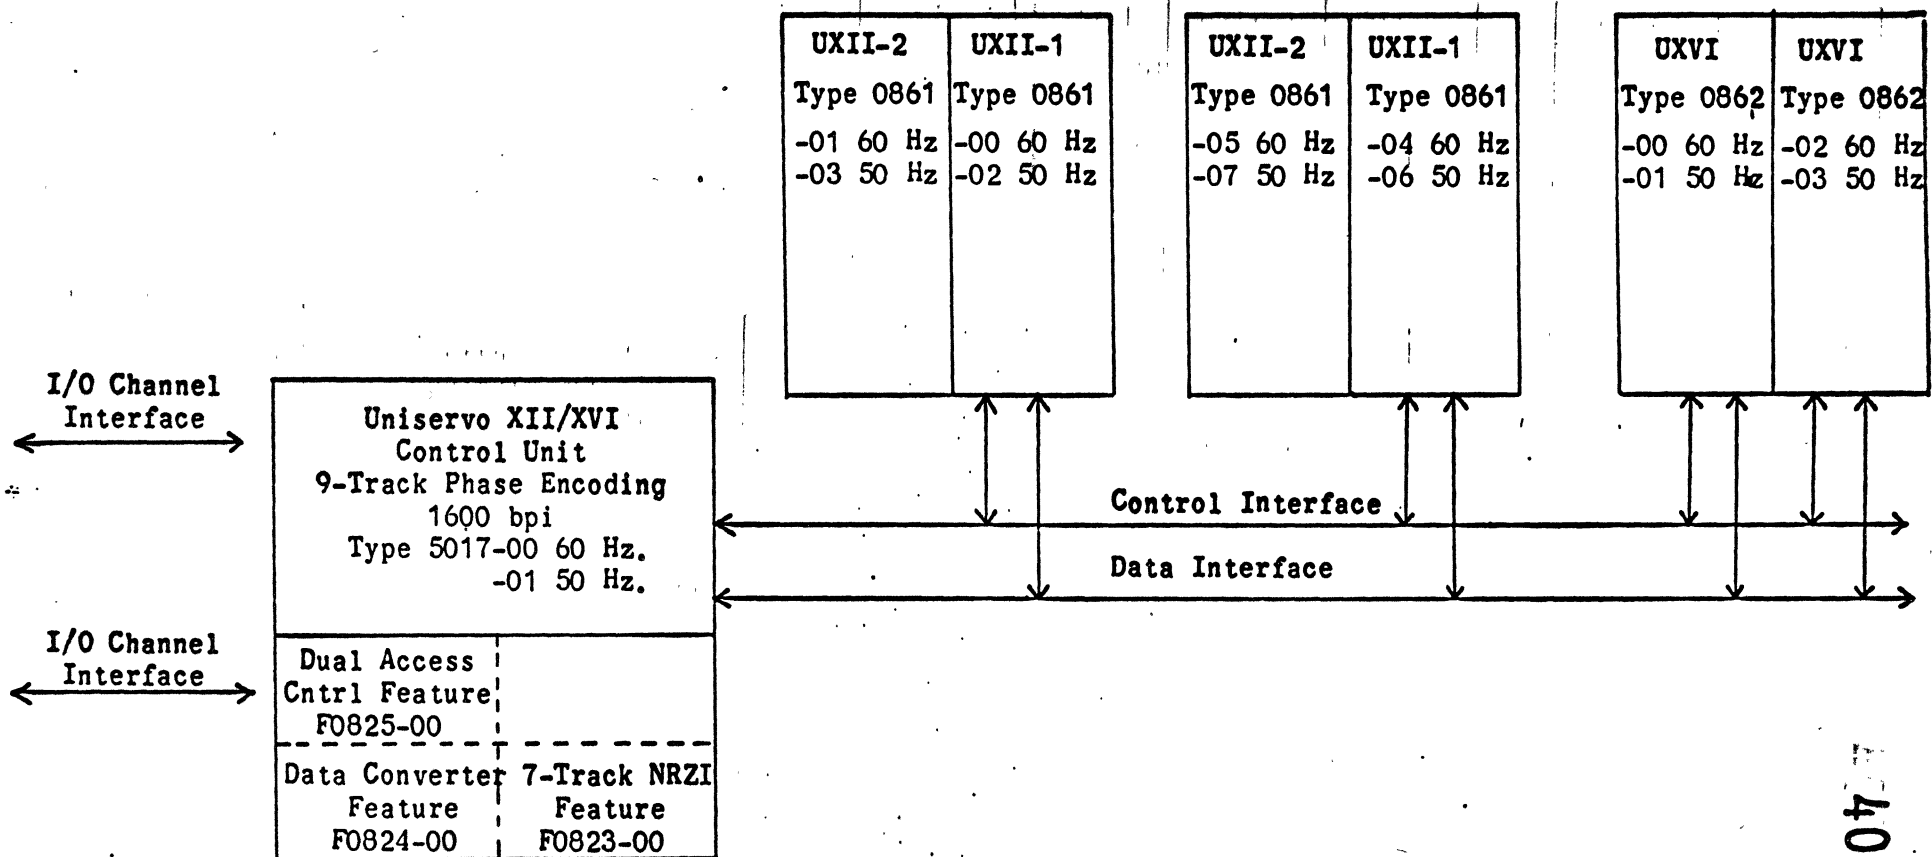 UXII-2
Type 0861
-01 60 Hz
-03 50 Hz
UXII-1
Type 0861
-00 60 Hz
-02 50 Hz
UXII-2
Type 0861
-05 60 Hz
-07 50 Hz
UXII-1
Type 0861
-04 60 Hz
-06 50 Hz
UXVI
Type 0862
-00 60 Hz
-01 50 Hz
UXVI
Type 0862
-02 60 Hz
-03 50 Hz
I/O Channel
Interface
Uniservo XII/XVI
Control Unit
9-Track Phase Encoding
1600 bpi
Type 5017-00 60 Hz.
-01 50 Hz.
Control Interface
Data Interface
I/O Channel
Interface
Dual Access
Cntrl Feature
F0825-00
Data Converter
Feature
F0824-00
7-Track NRZI
Feature
F0823-00
40